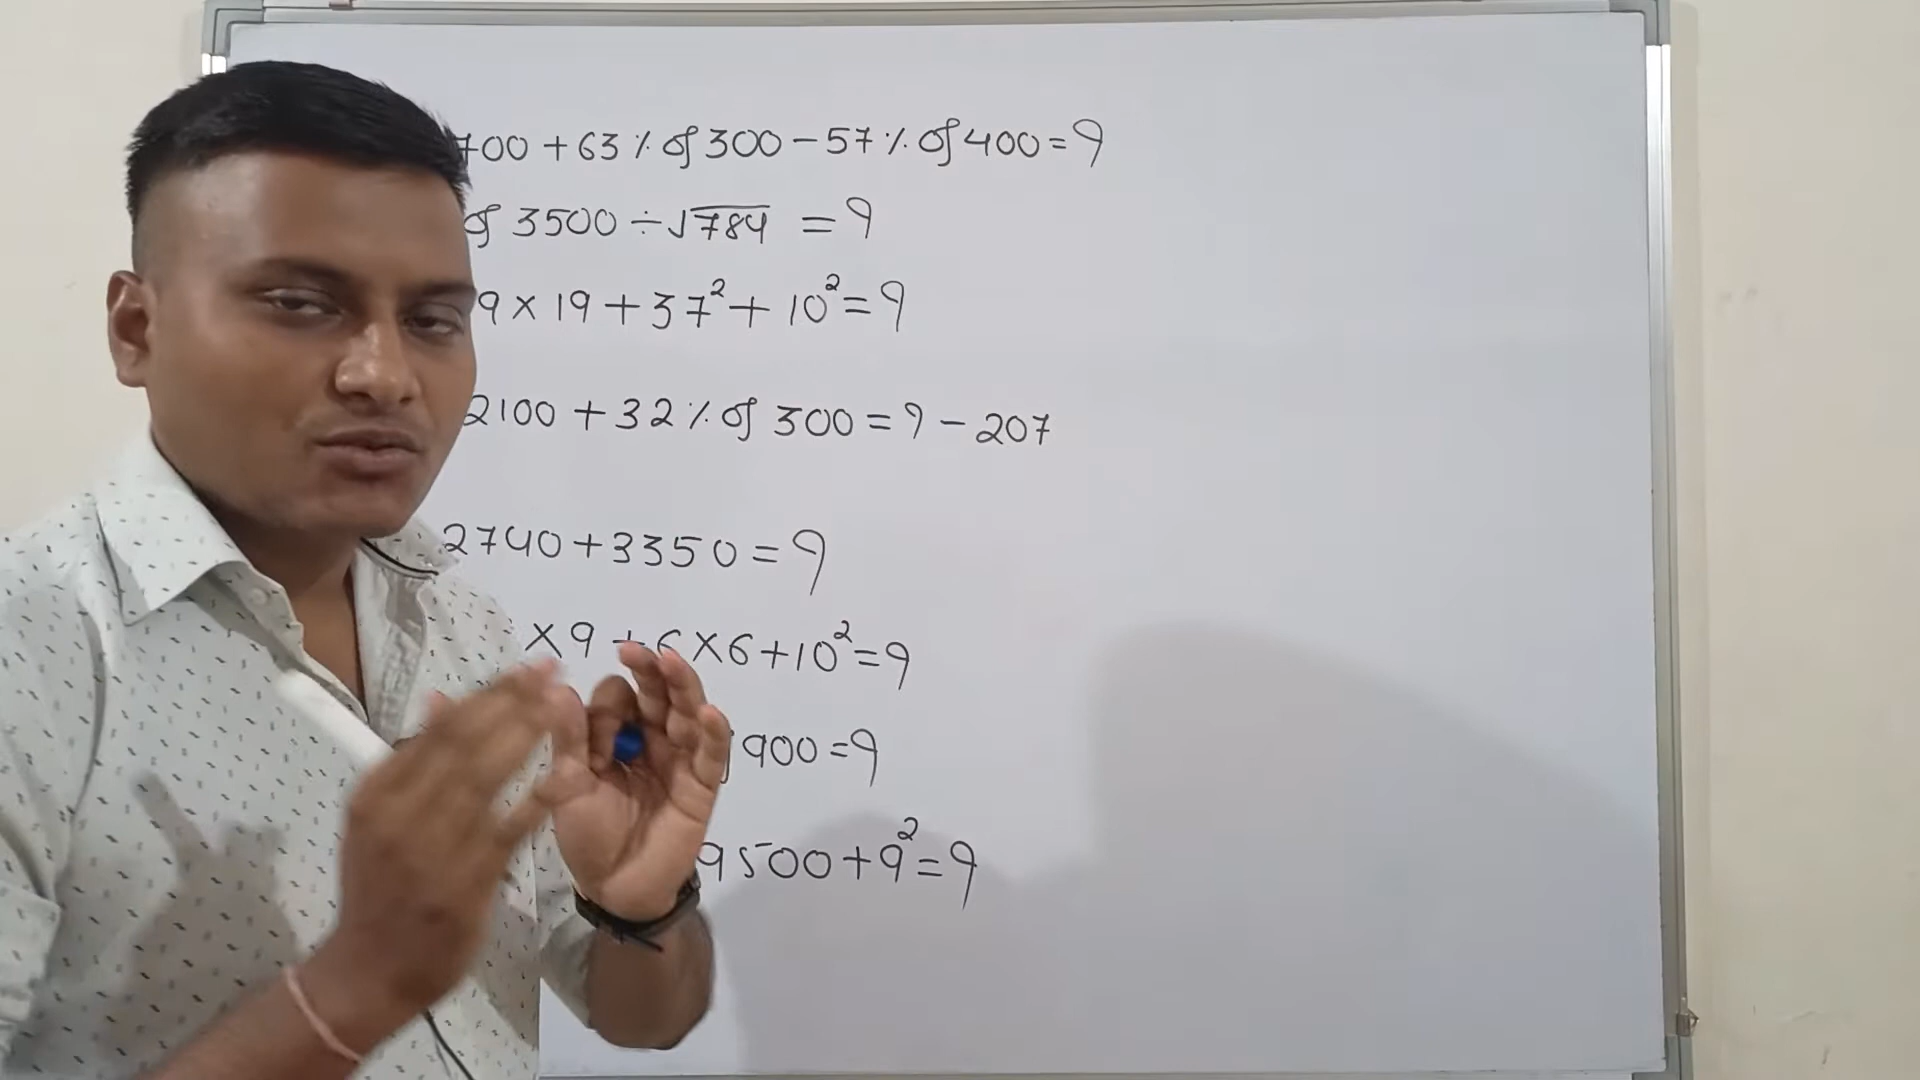 700 + 63% of 300 - 57% of 400 = ?
of 3500 ÷ √784 = ?
9 × 19 + 37² + 10² = ?
2100 + 32% of 300 = ? - 207
2740 + 3350 = ?
× 9 + 6 × 6 + 10² = ?
900 = ?
9500 + 9² = ?